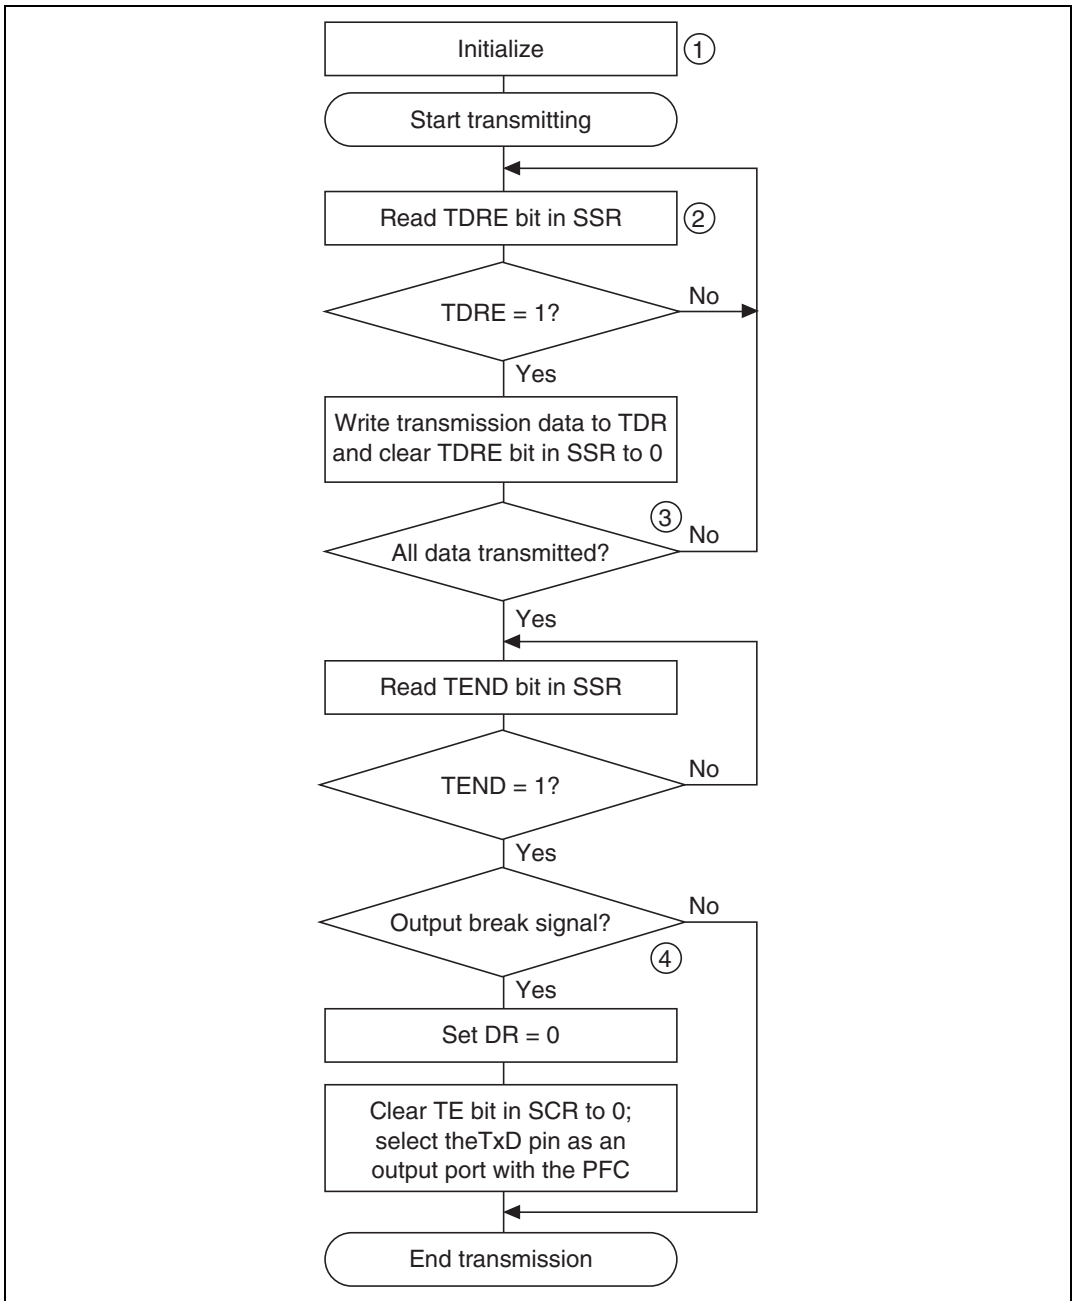 Initialize
①
Start transmitting
Read TDRE bit in SSR
②
TDRE = 1?
No
Yes
Write transmission data to TDR
and clear TDRE bit in SSR to 0
③
All data transmitted?
No
Yes
Read TEND bit in SSR
TEND = 1?
No
Yes
Output break signal?
No
④
Yes
Set DR = 0
Clear TE bit in SCR to 0;
select theTxD pin as an
output port with the PFC
End transmission